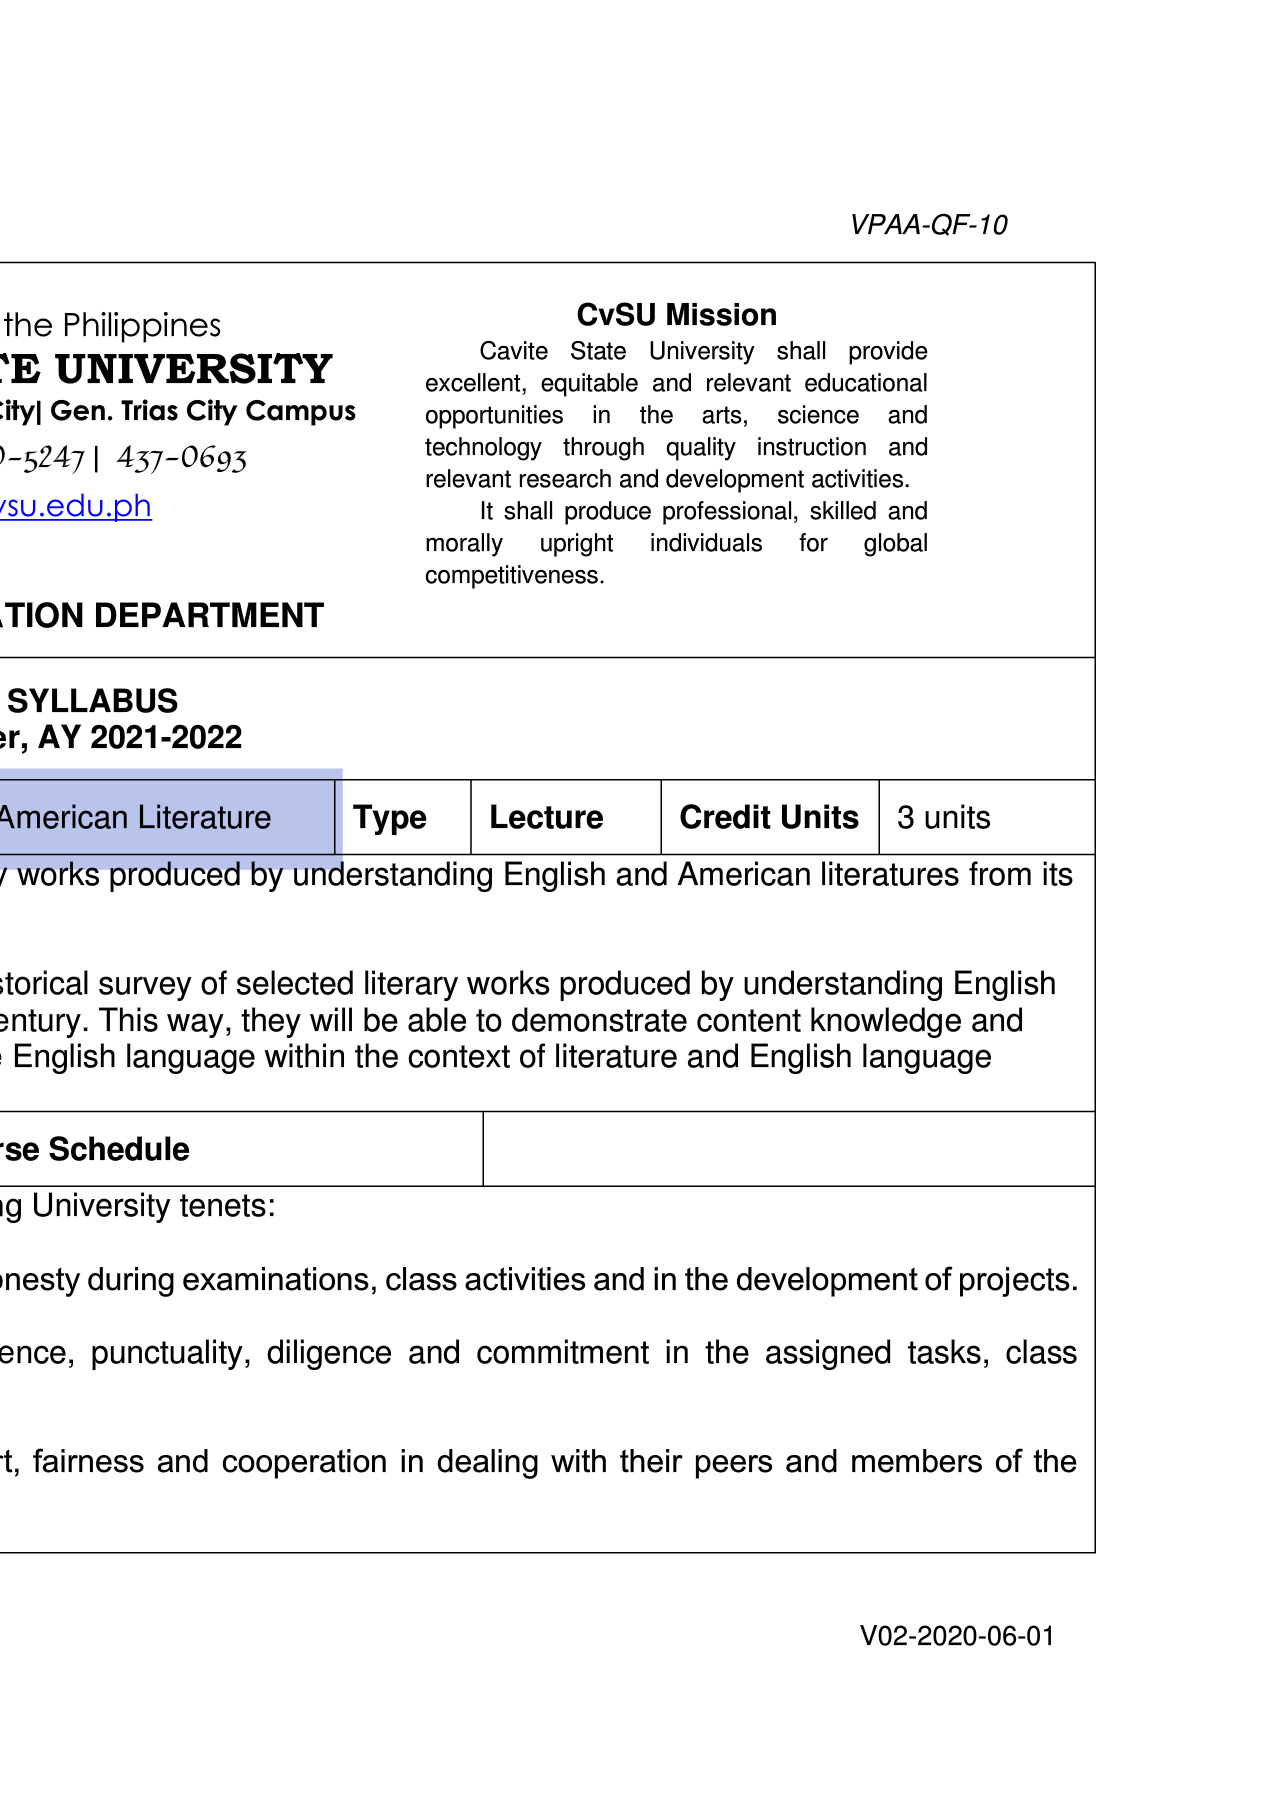 VPAA-QF-10
the Philippines
TE UNIVERSITY
City| Gen. Trias City Campus
-5247 | 437-0693
vsu.edu.ph
ATION DEPARTMENT
CvSU Mission
Cavite State University shall provide
excellent, equitable and relevant educational
opportunities in the arts, science and
technology through quality instruction and
relevant research and development activities.
It shall produce professional, skilled and
morally upright individuals for global
competitiveness.
SYLLABUS
er, AY 2021-2022
American Literature Type Lecture Credit Units 3 units
y works produced by understanding English and American literatures from its
storical survey of selected literary works produced by understanding English
entury. This way, they will be able to demonstrate content knowledge and
e English language within the context of literature and English language
rse Schedule
ng University tenets:
onesty during examinations, class activities and in the development of projects.
ence, punctuality, diligence and commitment in the assigned tasks, class
rt, fairness and cooperation in dealing with their peers and members of the
V02-2020-06-01